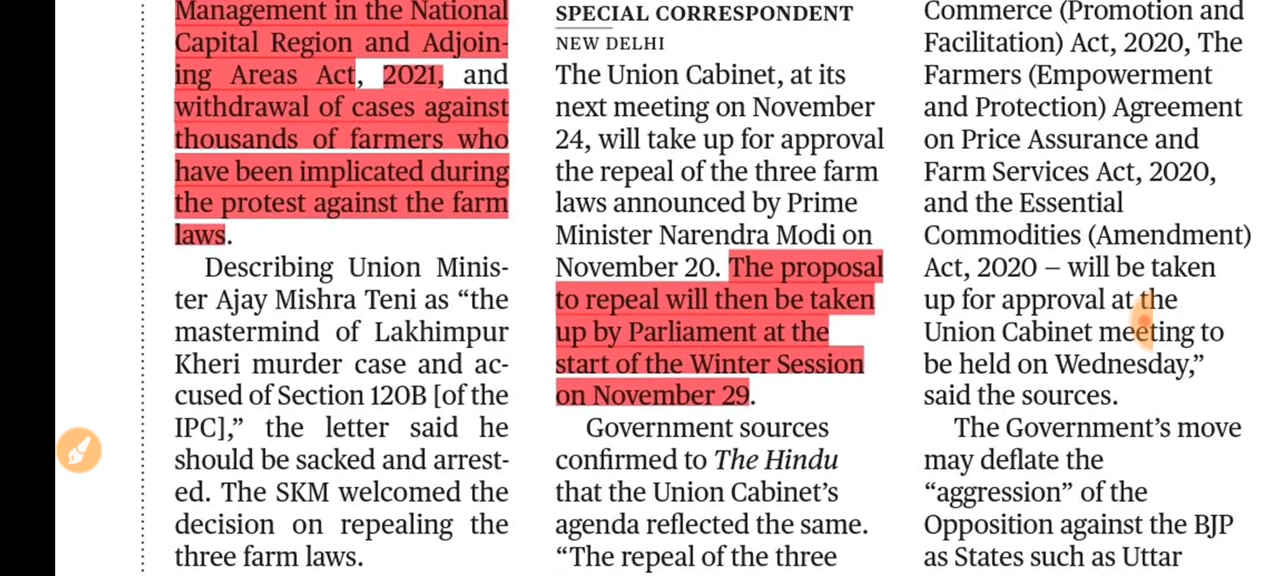 Management in the National
Capital Region and Adjoin-
ing Areas Act, 2021, and
withdrawal of cases against
thousands of farmers who
have been implicated during
the protest against the farm
laws.
Describing Union Minis-
ter Ajay Mishra Teni as “the
mastermind of Lakhimpur
Kheri murder case and ac-
cused of Section 120B [of the
IPC],” the letter said he
should be sacked and arrest-
ed. The SKM welcomed the
decision on repealing the
three farm laws.
SPECIAL CORRESPONDENT
NEW DELHI
The Union Cabinet, at its
next meeting on November
24, will take up for approval
the repeal of the three farm
laws announced by Prime
Minister Narendra Modi on
November 20. The proposal
to repeal will then be taken
up by Parliament at the
start of the Winter Session
on November 29.
Government sources
confirmed to The Hindu
that the Union Cabinet’s
agenda reflected the same.
“The repeal of the three
Commerce (Promotion and
Facilitation) Act, 2020, The
Farmers (Empowerment
and Protection) Agreement
on Price Assurance and
Farm Services Act, 2020,
and the Essential
Commodities (Amendment)
Act, 2020 – will be taken
up for approval at the
Union Cabinet meeting to
be held on Wednesday,”
said the sources.
The Government’s move
may deflate the
“aggression” of the
Opposition against the BJP
as States such as Uttar